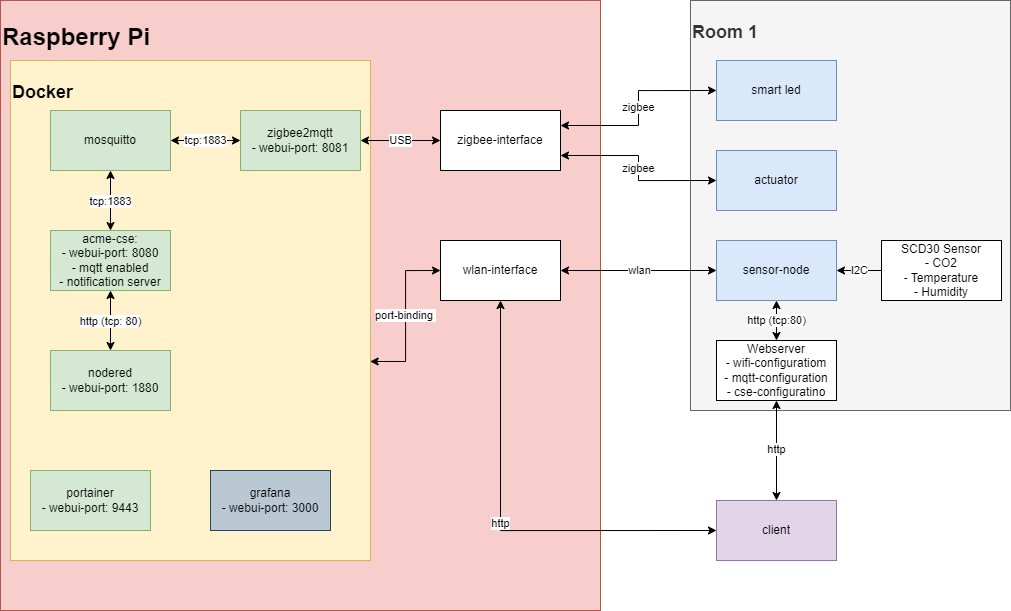 Raspberry Pi
Docker
mosquitto
tcp:1883
zigbee2mqtt
- webui-port: 8081
USB
zigbee-interface
zigbee
zigbee
tcp:1883
acme-cse:
- webui-port: 8080
- mqtt enabled
- notification server
http (tcp: 80)
nodered
- webui-port: 1880
port-binding
wlan-interface
wlan
portainer
- webui-port: 9443
grafana
- webui-port: 3000
http
Room 1
smart led
actuator
sensor-node
I2C
SCD30 Sensor
- CO2
- Temperature
- Humidity
http (tcp:80)
Webserver
- wifi-configuratiom
- mqtt-configuration
- cse-configuratino
http
client